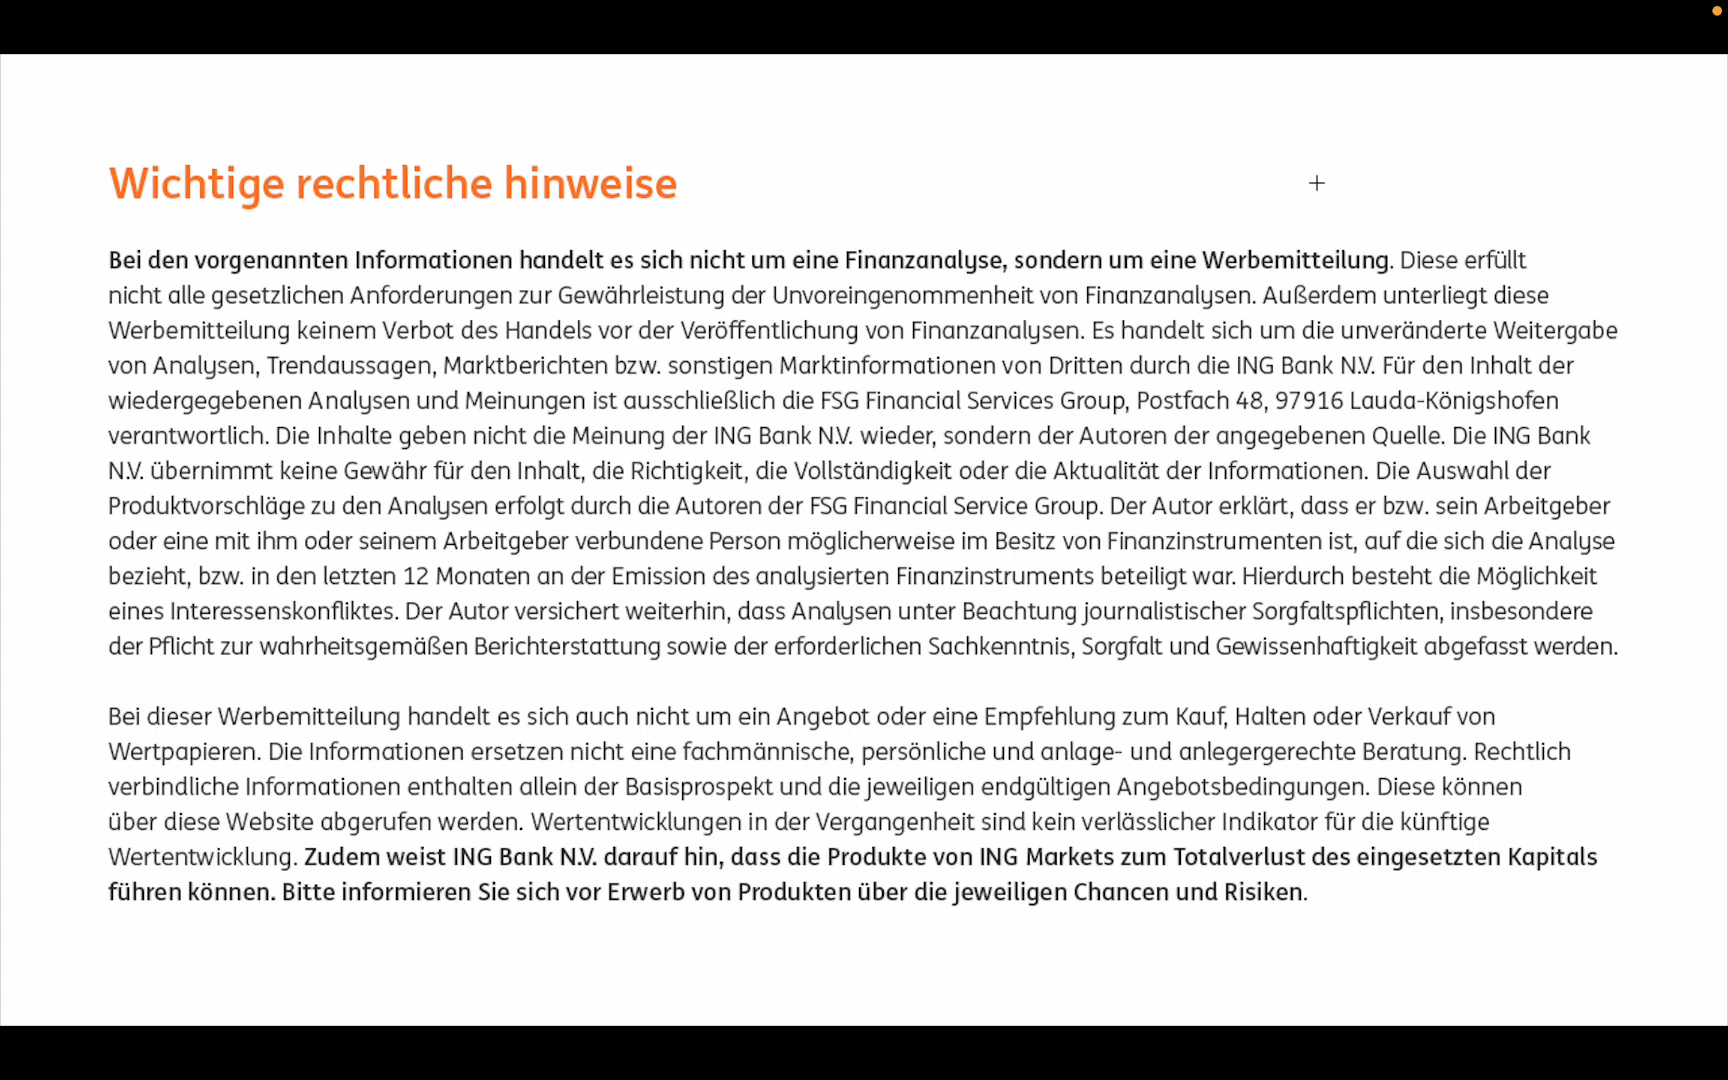 Wichtige rechtliche hinweise
Bei den vorgenannten Informationen handelt es sich nicht um eine Finanzanalyse, sondern um eine Werbemitteilung. Diese erfüllt
nicht alle gesetzlichen Anforderungen zur Gewährleistung der Unvoreingenommenheit von Finanzanalysen. Außerdem unterliegt diese
Werbemitteilung keinem Verbot des Handels vor der Veröffentlichung von Finanzanalysen. Es handelt sich um die unveränderte Weitergabe
von Analysen, Trendaussagen, Marktberichten bzw. sonstigen Marktinformationen von Dritten durch die ING Bank N.V. Für den Inhalt der
wiedergegebenen Analysen und Meinungen ist ausschließlich die FSG Financial Services Group, Postfach 48, 97916 Lauda-Königshofen
verantwortlich. Die Inhalte geben nicht die Meinung der ING Bank N.V. wieder, sondern der Autoren der angegebenen Quelle. Die ING Bank
N.V. übernimmt keine Gewähr für den Inhalt, die Richtigkeit, die Vollständigkeit oder die Aktualität der Informationen. Die Auswahl der
Produktvorschläge zu den Analysen erfolgt durch die Autoren der FSG Financial Service Group. Der Autor erklärt, dass er bzw. sein Arbeitgeber
oder eine mit ihm oder seinem Arbeitgeber verbundene Person möglicherweise im Besitz von Finanzinstrumenten ist, auf die sich die Analyse
bezieht, bzw. in den letzten 12 Monaten an der Emission des analysierten Finanzinstruments beteiligt war. Hierdurch besteht die Möglichkeit
eines Interessenskonfliktes. Der Autor versichert weiterhin, dass Analysen unter Beachtung journalistischer Sorgfaltspflichten, insbesondere
der Pflicht zur wahrheitsgemäßen Berichterstattung sowie der erforderlichen Sachkenntnis, Sorgfalt und Gewissenhaftigkeit abgefasst werden.
Bei dieser Werbemitteilung handelt es sich auch nicht um ein Angebot oder eine Empfehlung zum Kauf, Halten oder Verkauf von
Wertpapieren. Die Informationen ersetzen nicht eine fachmännische, persönliche und anlage- und anlegergerechte Beratung. Rechtlich
verbindliche Informationen enthalten allein der Basisprospekt und die jeweiligen endgültigen Angebotsbedingungen. Diese können
über diese Website abgerufen werden. Wertentwicklungen in der Vergangenheit sind kein verlässlicher Indikator für die künftige
Wertentwicklung. Zudem weist ING Bank N.V. darauf hin, dass die Produkte von ING Markets zum Totalverlust des eingesetzten Kapitals
führen können. Bitte informieren Sie sich vor Erwerb von Produkten über die jeweiligen Chancen und Risiken.